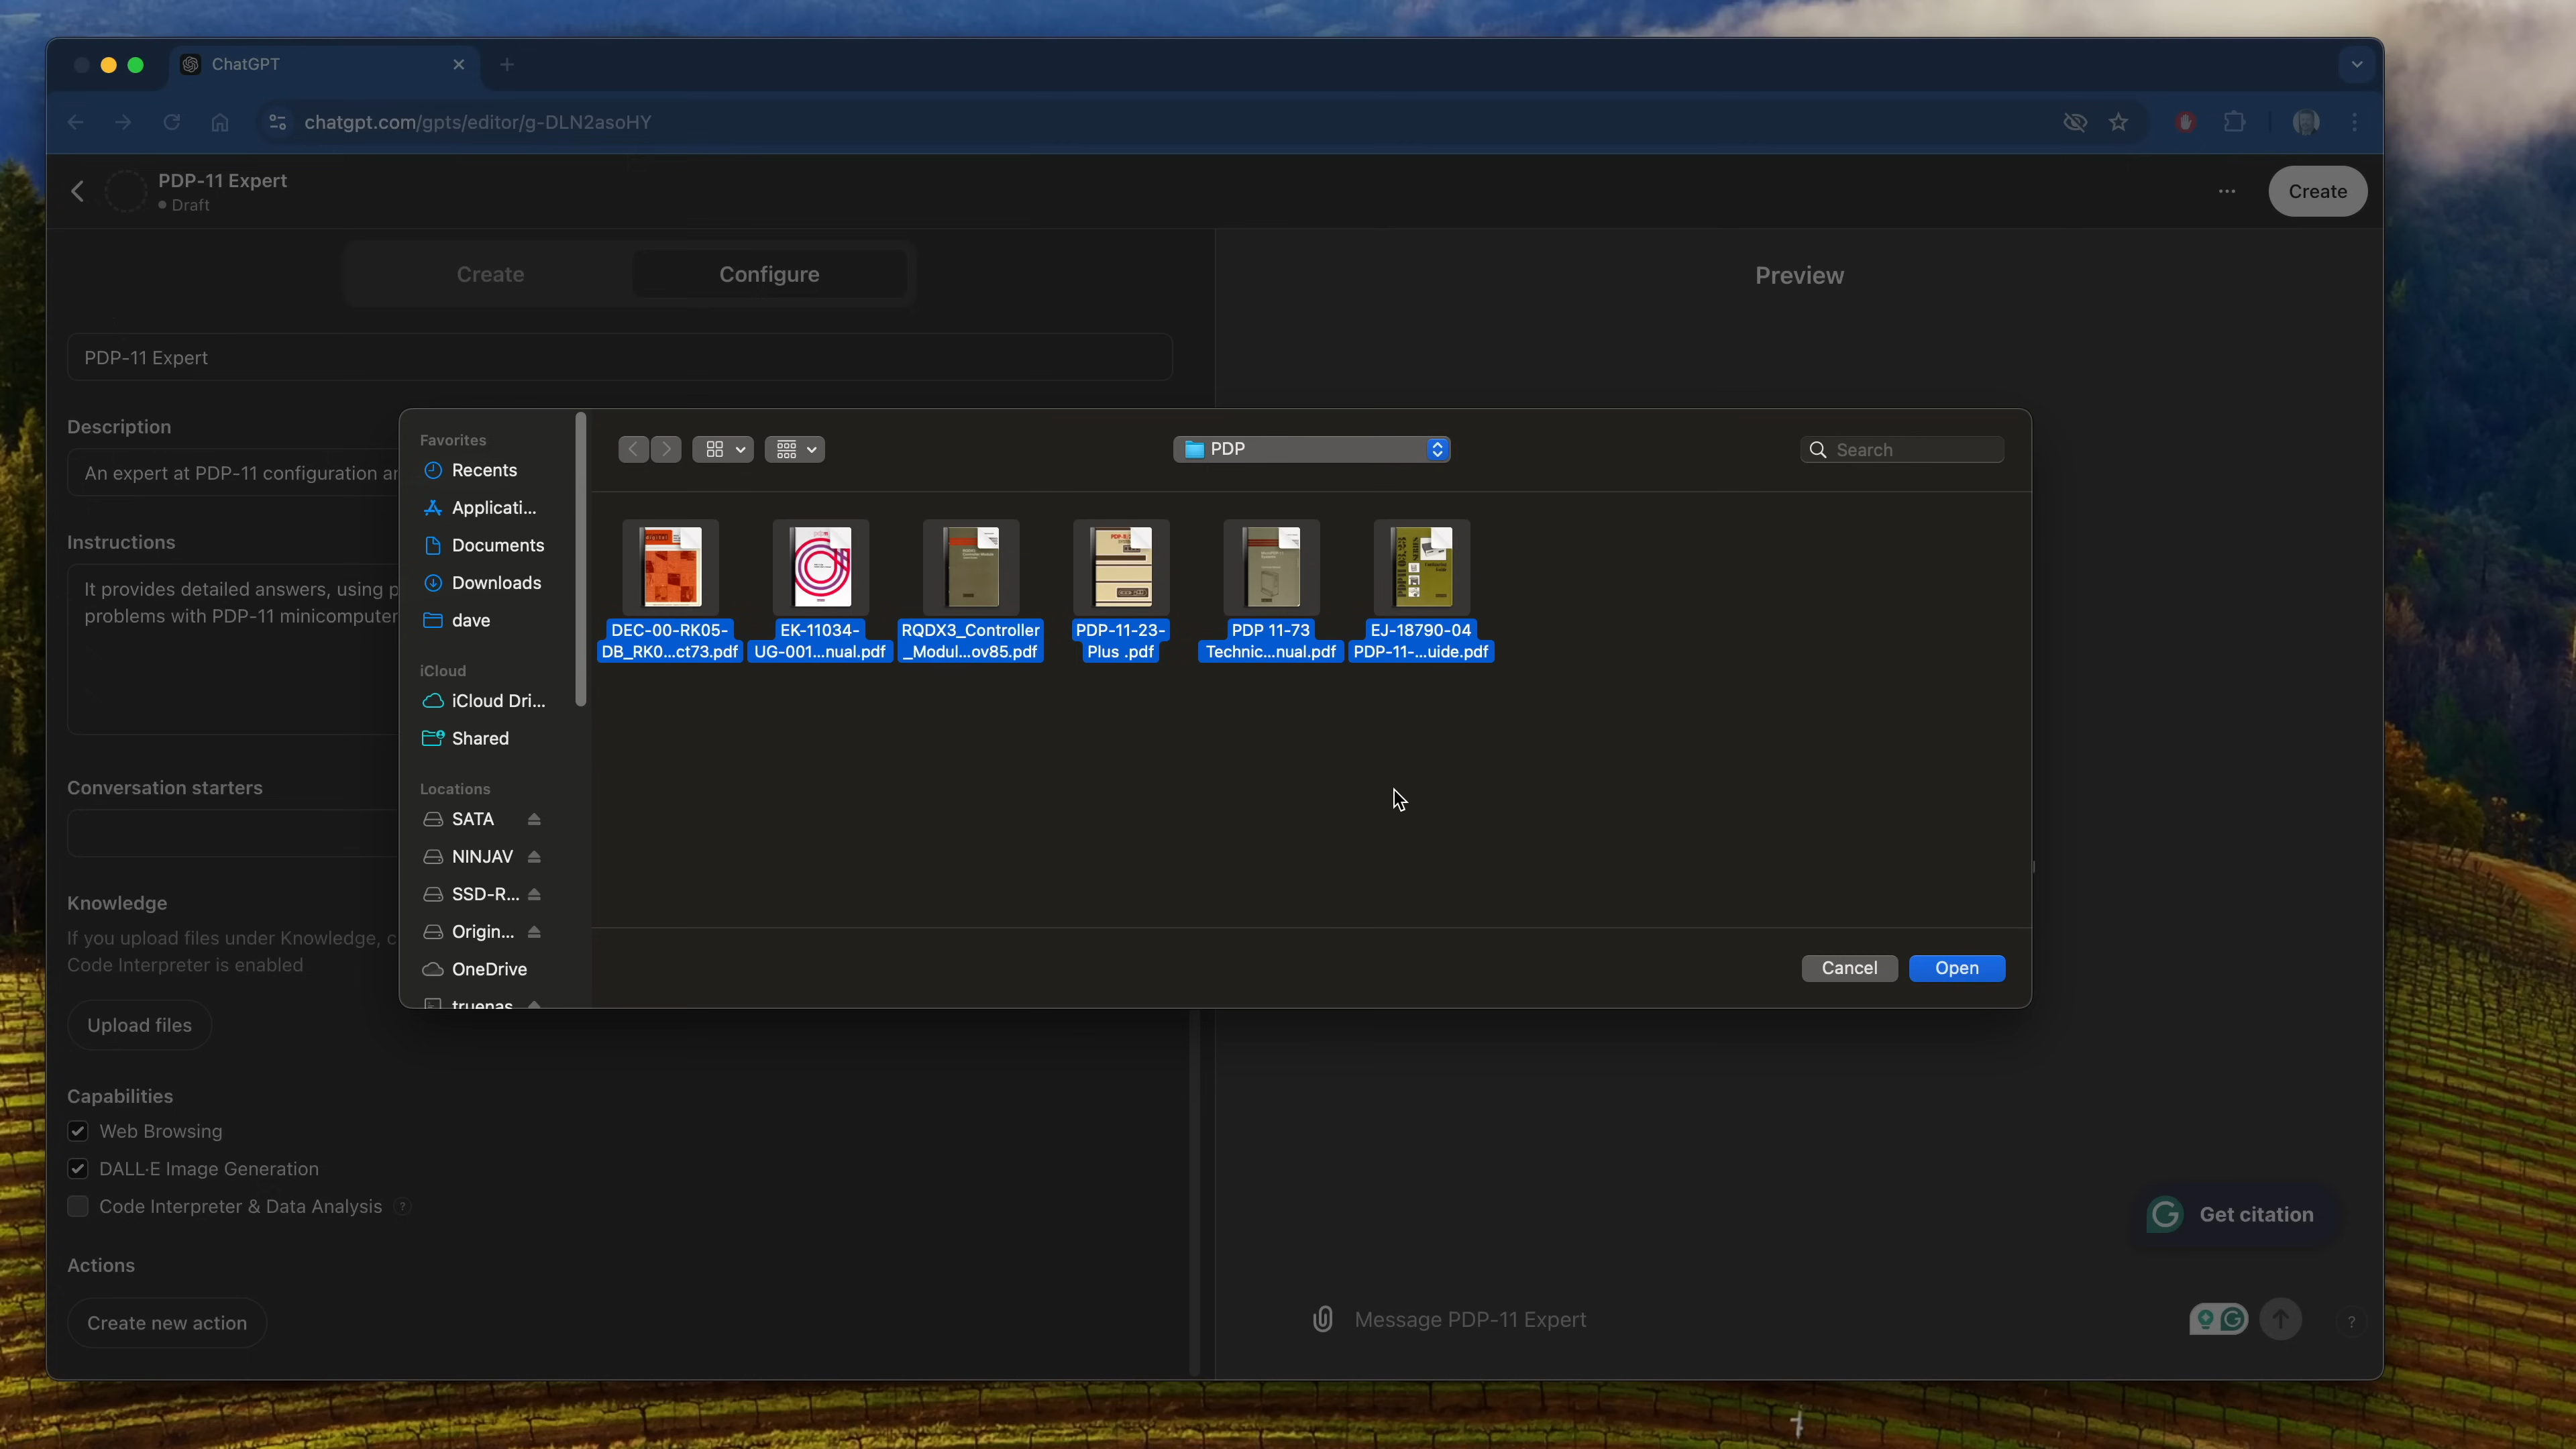 ChatGPT
chatgpt.com/gpts/editor/g-DLN2asoHY
PDP-11 Expert
Draft
Create
Create
Configure
Preview
PDP-11 Expert
Description
An expert at PDP-11 configuration
Instructions
It provides detailed answers, using
problems with PDP-11
Conversation starters
Knowledge
If you upload files under Knowledge,
Code Interpreter is enabled
Upload files
Capabilities
Web Browsing
DALL·E Image Generation
Code Interpreter & Data Analysis ?
Actions
Create new action
Favorites
Recents
Applicati...
Documents
Downloads
dave
iCloud
iCloud Dri...
Shared
Locations
SATA
NINJAV
SSD-R...
Origin...
OneDrive
truenas
PDP
Search
DEC-00-RK05-
DB_RK0...ct73.pdf
EK-11034-
UG-001...nual.pdf
RQDX3_Controller
_Modul...ov85.pdf
PDP-11-23-
Plus .pdf
PDP 11-73
Technic...nual.pdf
EJ-18790-04
PDP-11-...uide.pdf
Cancel
Open
Get citation
Message PDP-11 Expert
?